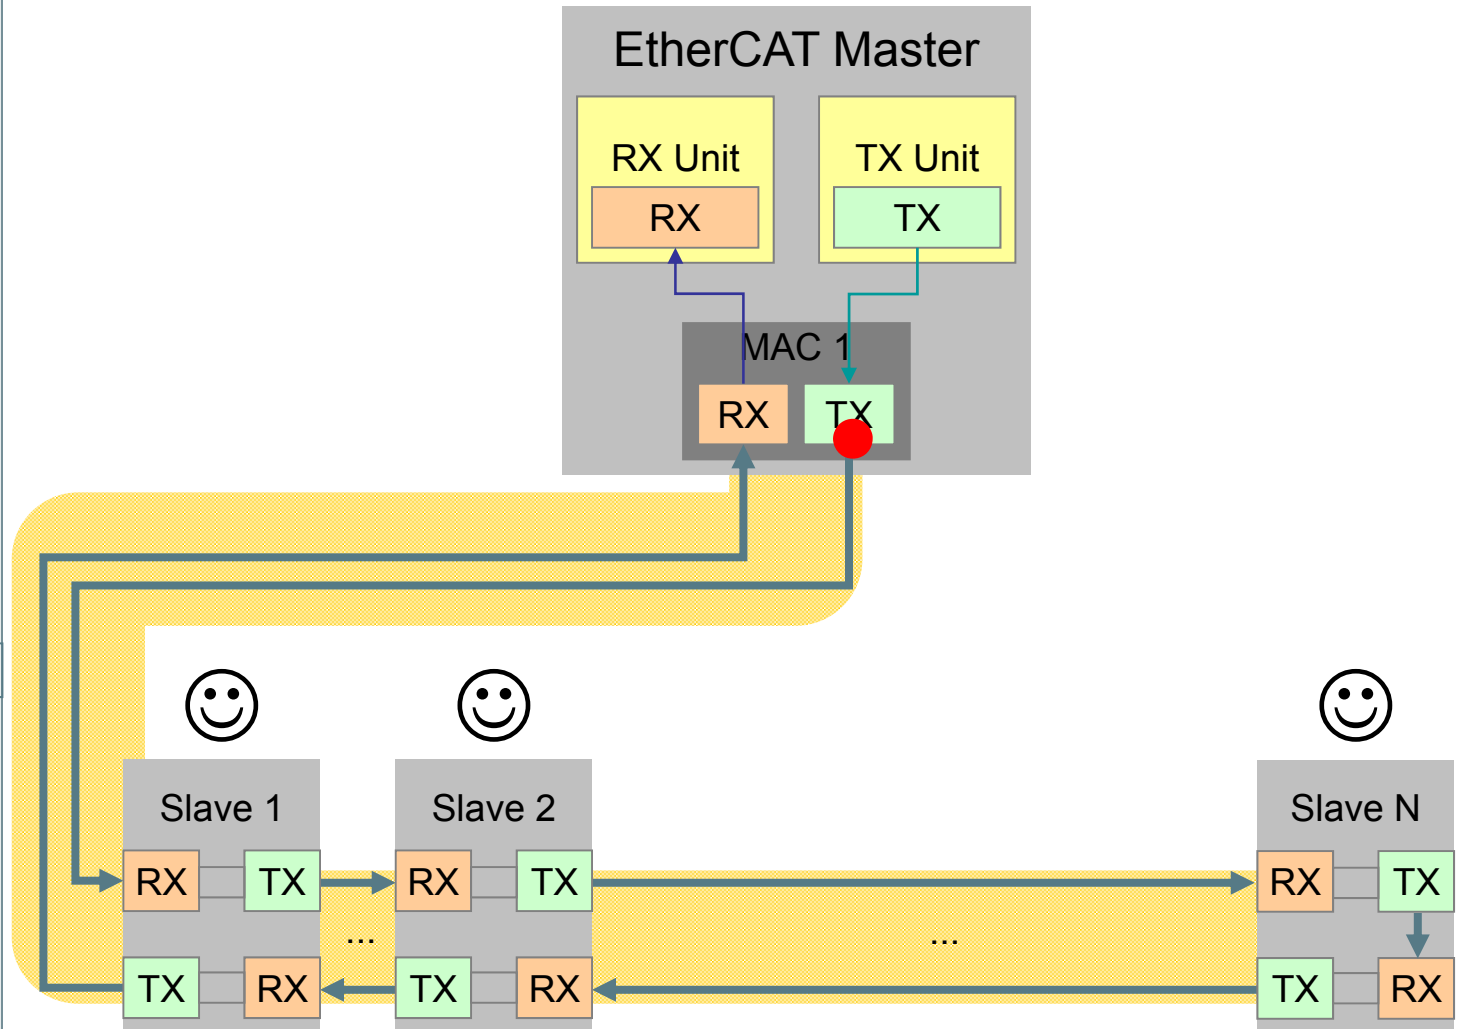 EtherCAT Master
RX Unit
TX Unit
RX
TX
MAC 1
RX
TX
Slave 1
Slave 2
Slave N
RX
TX
RX
TX
RX
TX
...
...
TX
RX
TX
RX
TX
RX